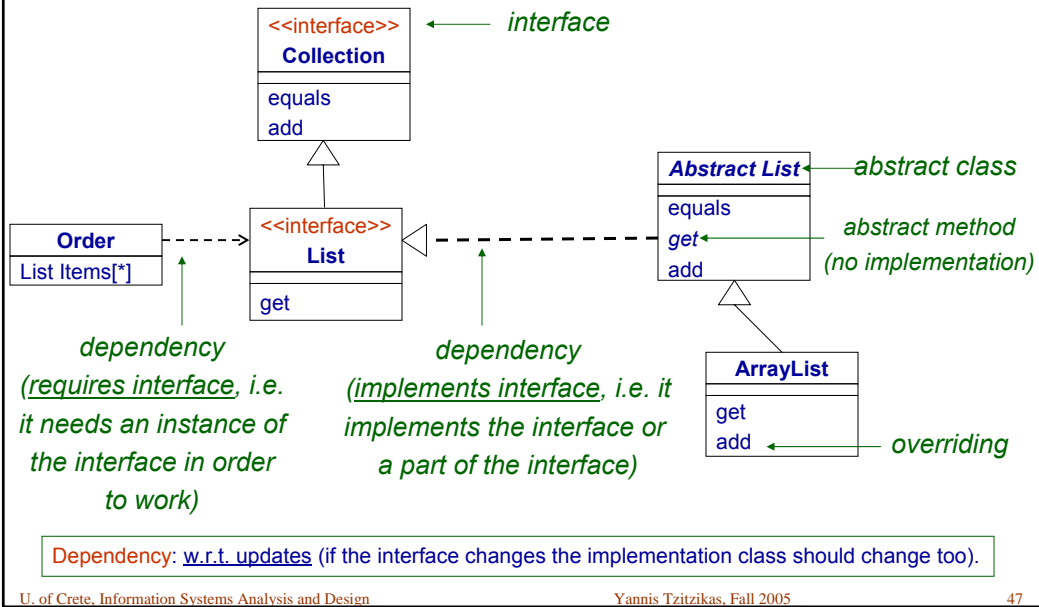 <<interface>>
Collection
equals
add
interface
Abstract List
equals
get
add
abstract class
abstract method
(no implementation)
Order
List Items[*]
<<interface>>
List
get
dependency
(requires interface, i.e.
it needs an instance of
the interface in order
to work)
dependency
(implements interface, i.e. it
implements the interface or
a part of the interface)
ArrayList
get
add
overriding
Dependency: w.r.t. updates (if the interface changes the implementation class should change too).
U. of Crete, Information Systems Analysis and Design Yannis Tzitzikas, Fall 2005 47